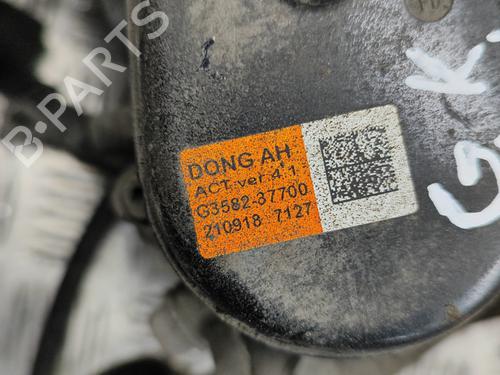 B-PARTS
DONG AH
ACT ver 4.1
G3582-37700
210918 7127